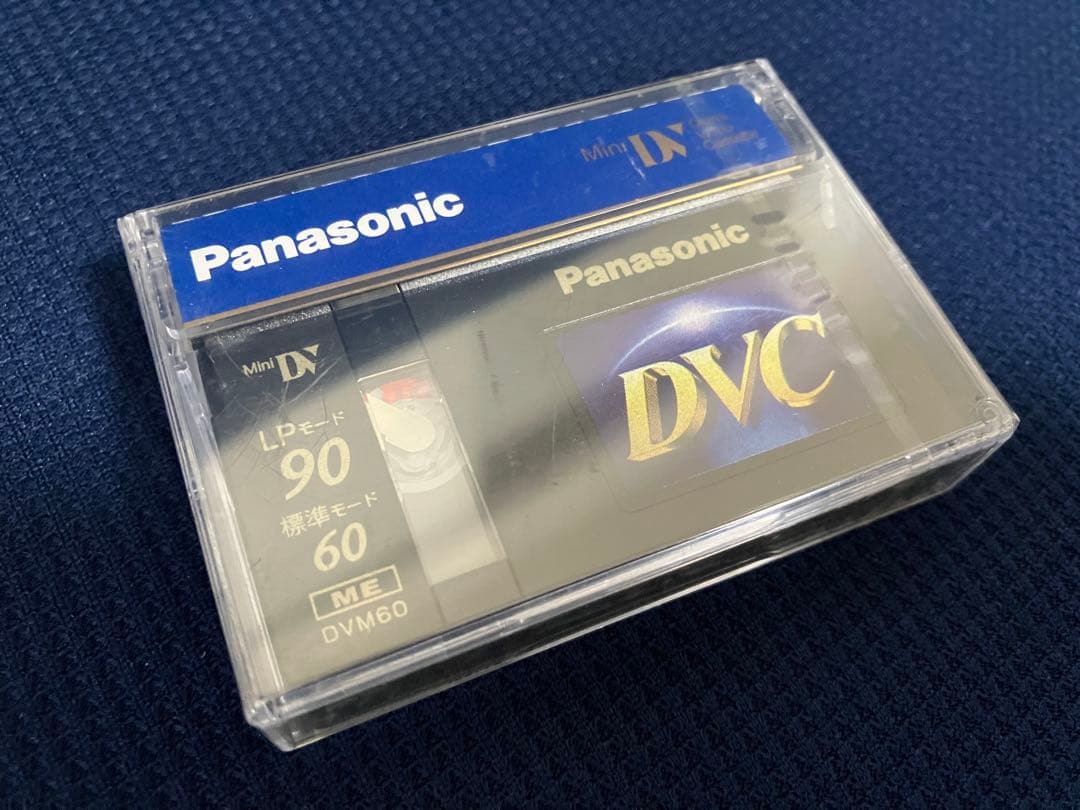 Panasonic
Mini DV
Panasonic
DVC
Mini DV
LPモード
90
標準モード
60
ME
DVM60